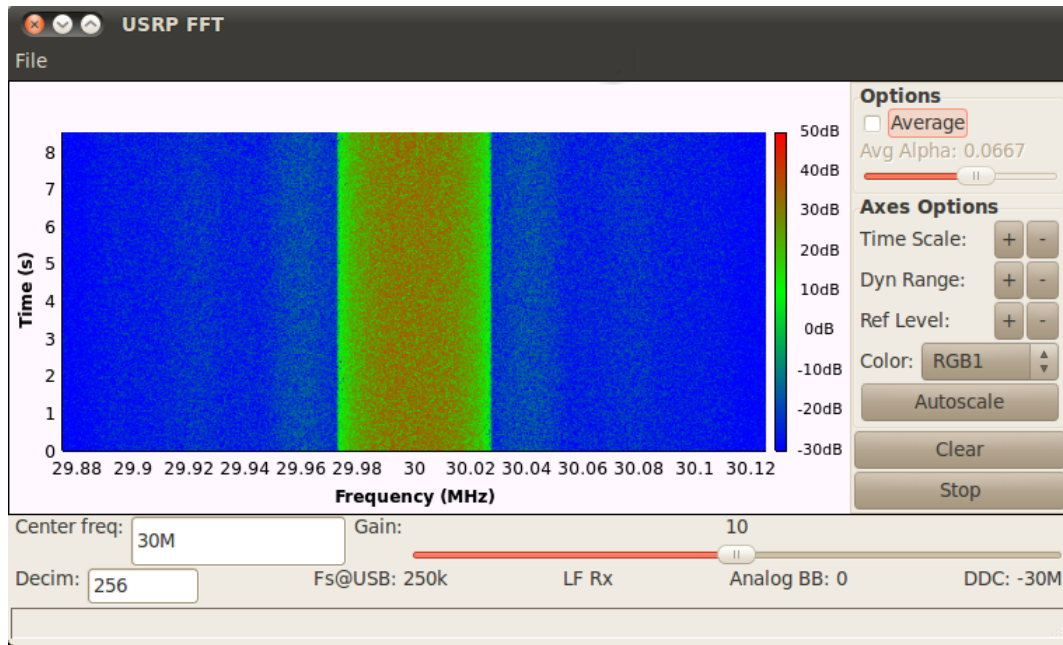 USRP FFT
File
8
7
6
5
4
3
2
1
0
Time (s)
29.88 29.9 29.92 29.94 29.96 29.98 30 30.02 30.04 30.06 30.08 30.1 30.12
Frequency (MHz)
50dB
40dB
30dB
20dB
10dB
0dB
-10dB
-20dB
-30dB
Options
Average
Avg Alpha: 0.0667
Axes Options
Time Scale: + -
Dyn Range: + -
Ref Level: + -
Color: RGB1
Autoscale
Clear
Stop
Center freq: 30M Gain: 10
Decim: 256 Fs@USB: 250k LF Rx Analog BB: 0 DDC: -30M